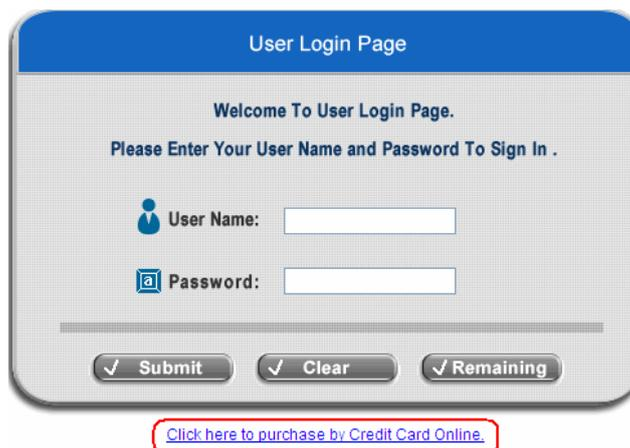 User Login Page
Welcome To User Login Page.
Please Enter Your User Name and Password To Sign In .
User Name:
a
Password:
Submit
Clear
Remaining
Click here to purchase by Credit Card Online.